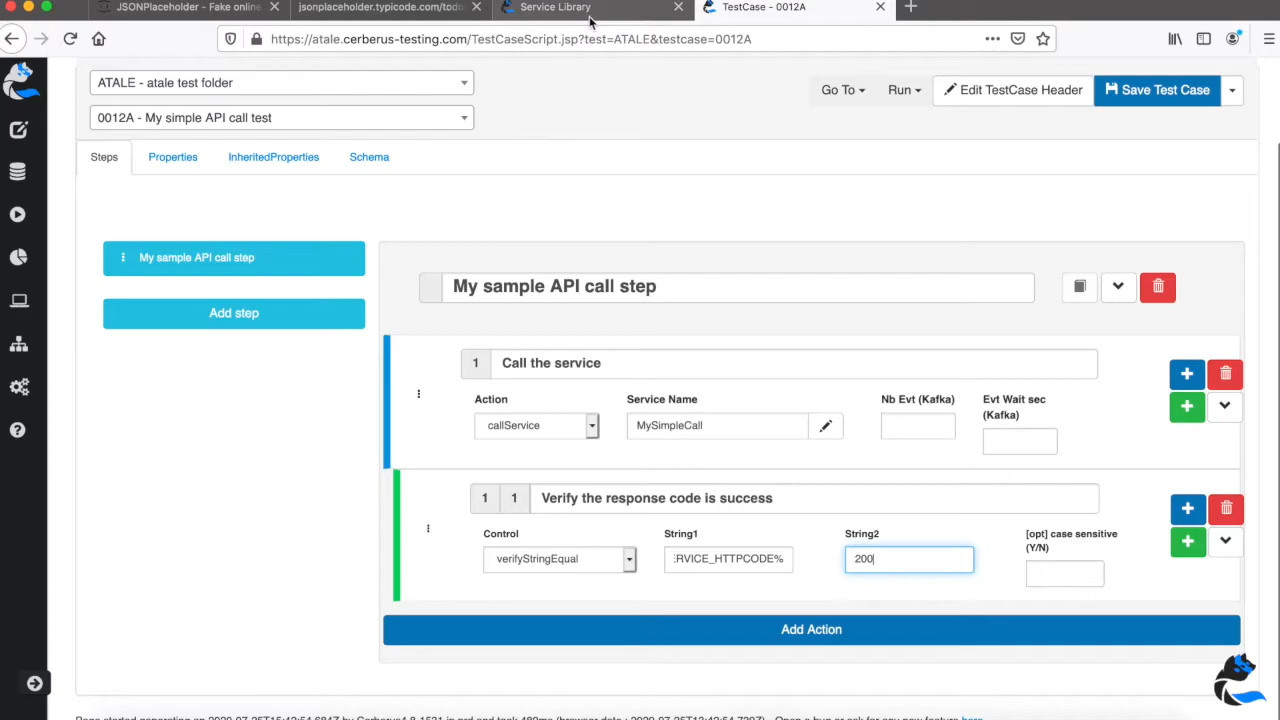 JSONPlaceholder - Fake online
jsonplaceholder.typicode.com/todo
Service Library
TestCase - 0012A
https://atale.cerberus-testing.com/TestCaseScript.jsp?test=ATALE&testcase=0012A
ATALE - atale test folder
Go To
Run
Edit TestCase Header
Save Test Case
0012A - My simple API call test
Steps
Properties
InheritedProperties
Schema
My sample API call step
Add step
My sample API call step
1
Call the service
Action
Service Name
Nb Evt (Kafka)
Evt Wait sec
(Kafka)
callService
MySimpleCall
1
1
Verify the response code is success
Control
String1
String2
[opt] case sensitive
(Y/N)
verifyStringEqual
RVICE_HTTPCODE%
200
Add Action